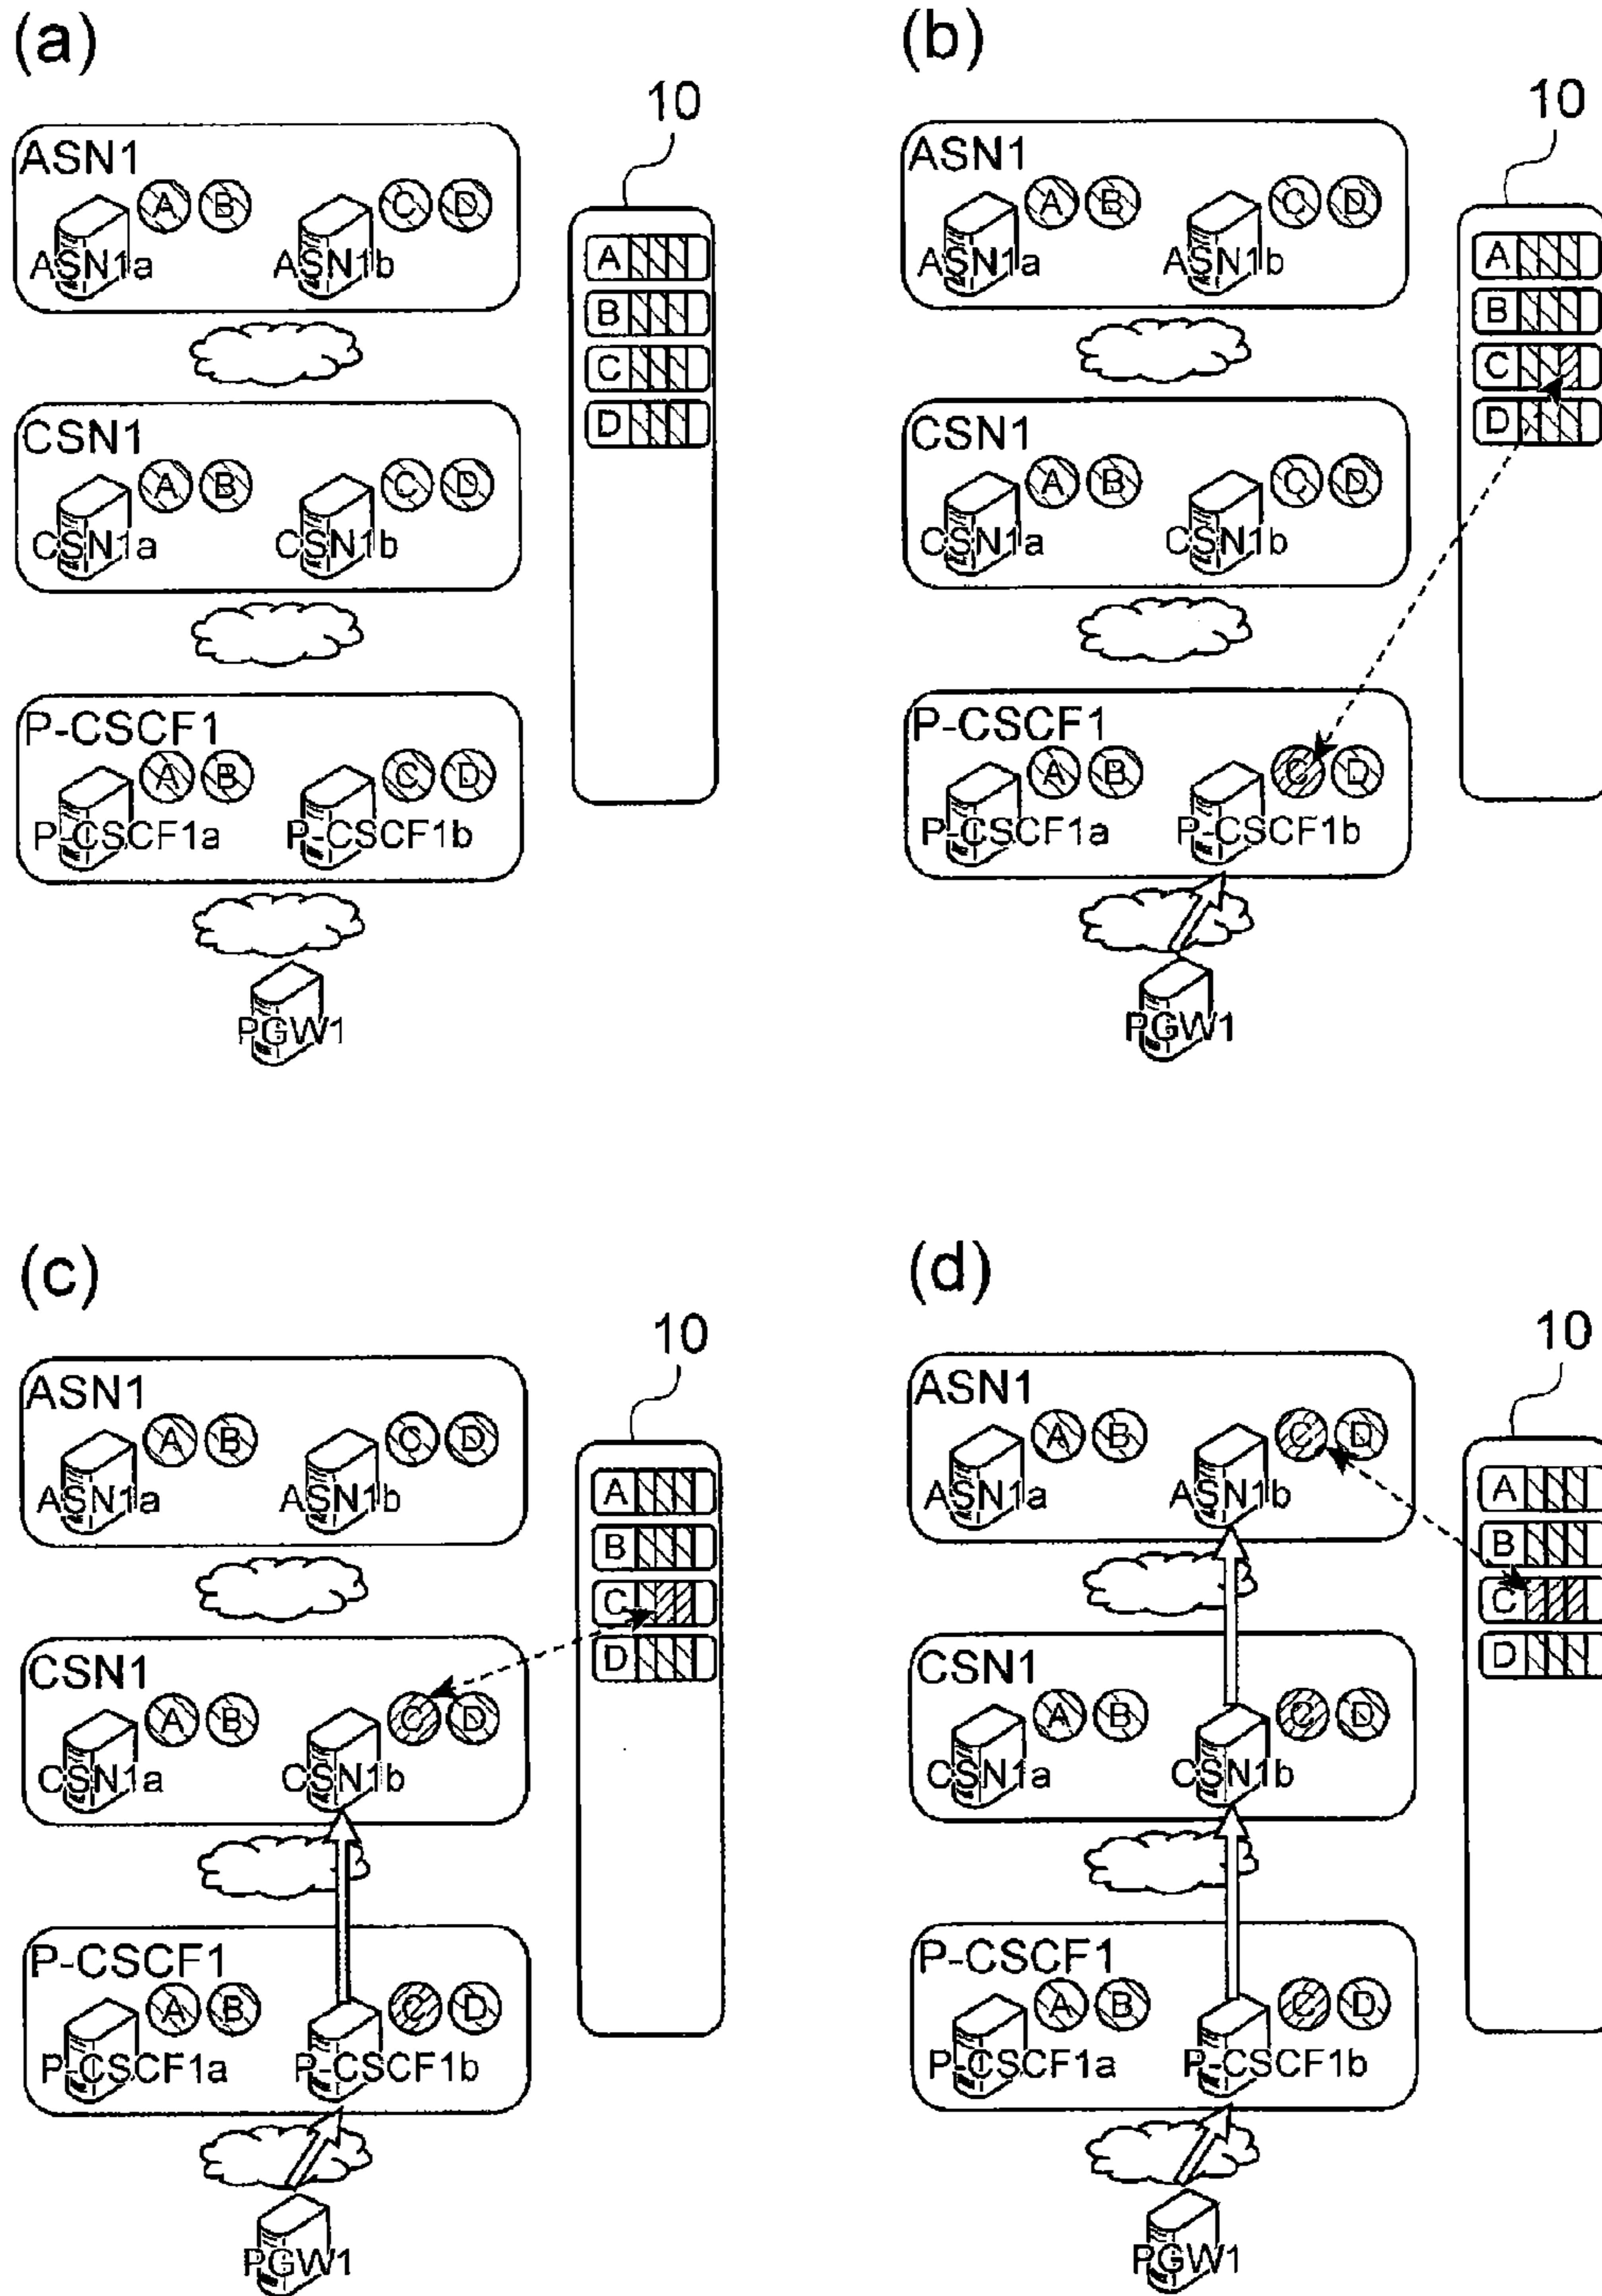 (a)
10
ASN1
A B C D
ASN1a ASN1b
CSN1
A B C D
CSN1a CSN1b
P-CSCF1
A B C D
P-CSCF1a P-CSCF1b
PGW1
A
B
C
D
(b)
10
ASN1
A B C D
ASN1a ASN1b
CSN1
A B C D
CSN1a CSN1b
P-CSCF1
A B C D
P-CSCF1a P-CSCF1b
PGW1
A
B
C
D
(c)
10
ASN1
A B C D
ASN1a ASN1b
CSN1
A B C D
CSN1a CSN1b
P-CSCF1
A B C D
P-CSCF1a P-CSCF1b
PGW1
A
B
C
D
(d)
10
ASN1
A B C D
ASN1a ASN1b
CSN1
A B C D
CSN1a CSN1b
P-CSCF1
A B C D
P-CSCF1a P-CSCF1b
PGW1
A
B
C
D